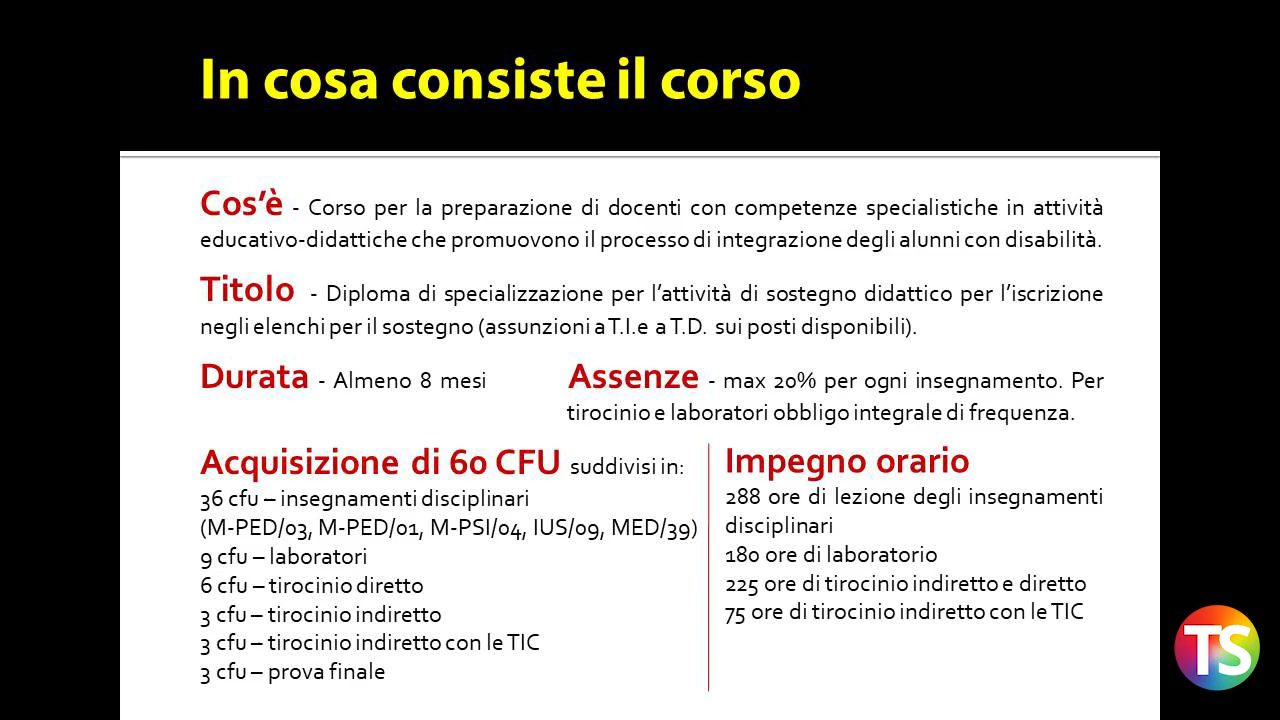 In cosa consiste il corso
Cos’è - Corso per la preparazione di docenti con competenze specialistiche in attività
educativo-didattiche che promuovono il processo di integrazione degli alunni con disabilità.
Titolo - Diploma di specializzazione per l’attività di sostegno didattico per l’iscrizione
negli elenchi per il sostegno (assunzioni a T.I.e a T.D. sui posti disponibili).
Durata - Almeno 8 mesi
Assenze - max 20% per ogni insegnamento. Per
tirocinio e laboratori obbligo integrale di frequenza.
Acquisizione di 60 CFU suddivisi in:
36 cfu – insegnamenti disciplinari
(M-PED/03, M-PED/01, M-PSI/04, IUS/09, MED/39)
9 cfu – laboratori
6 cfu – tirocinio diretto
3 cfu – tirocinio indiretto
3 cfu – tirocinio indiretto con le TIC
3 cfu – prova finale
Impegno orario
288 ore di lezione degli insegnamenti
disciplinari
180 ore di laboratorio
225 ore di tirocinio indiretto e diretto
75 ore di tirocinio indiretto con le TIC
TS